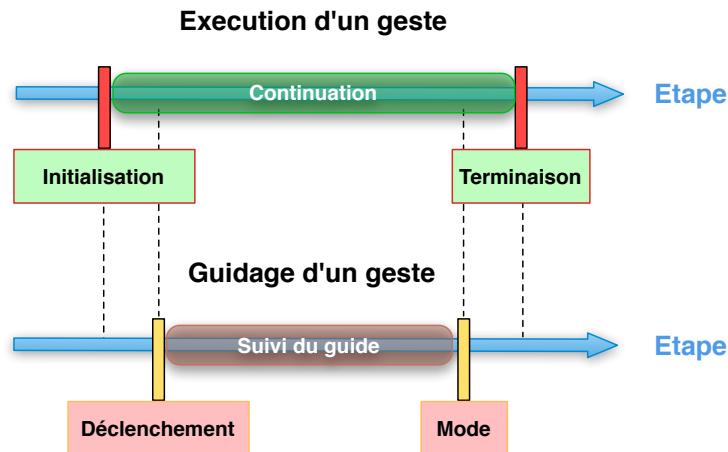 Execution d'un geste
Continuation
Etape
Initialisation
Terminaison
Guidage d'un geste
Suivi du guide
Etape
Déclenchement
Mode